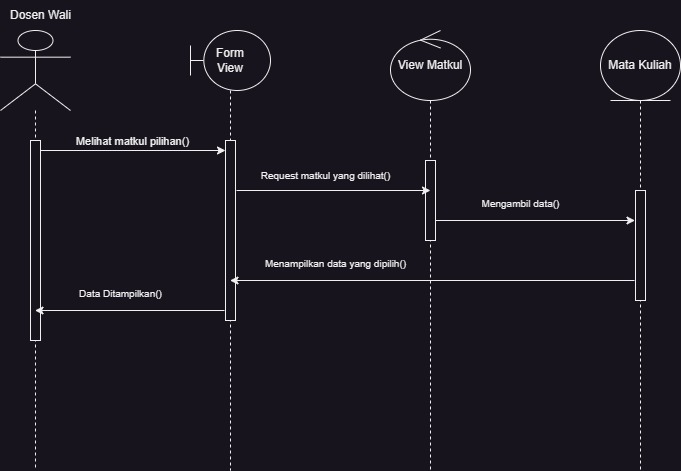 Dosen Wali
Form
View
View Matkul
Mata Kuliah
Melihat matkul pilihan()
Request matkul yang dilihat()
Mengambil data()
Menampilkan data yang dipilih()
Data Ditampilkan()